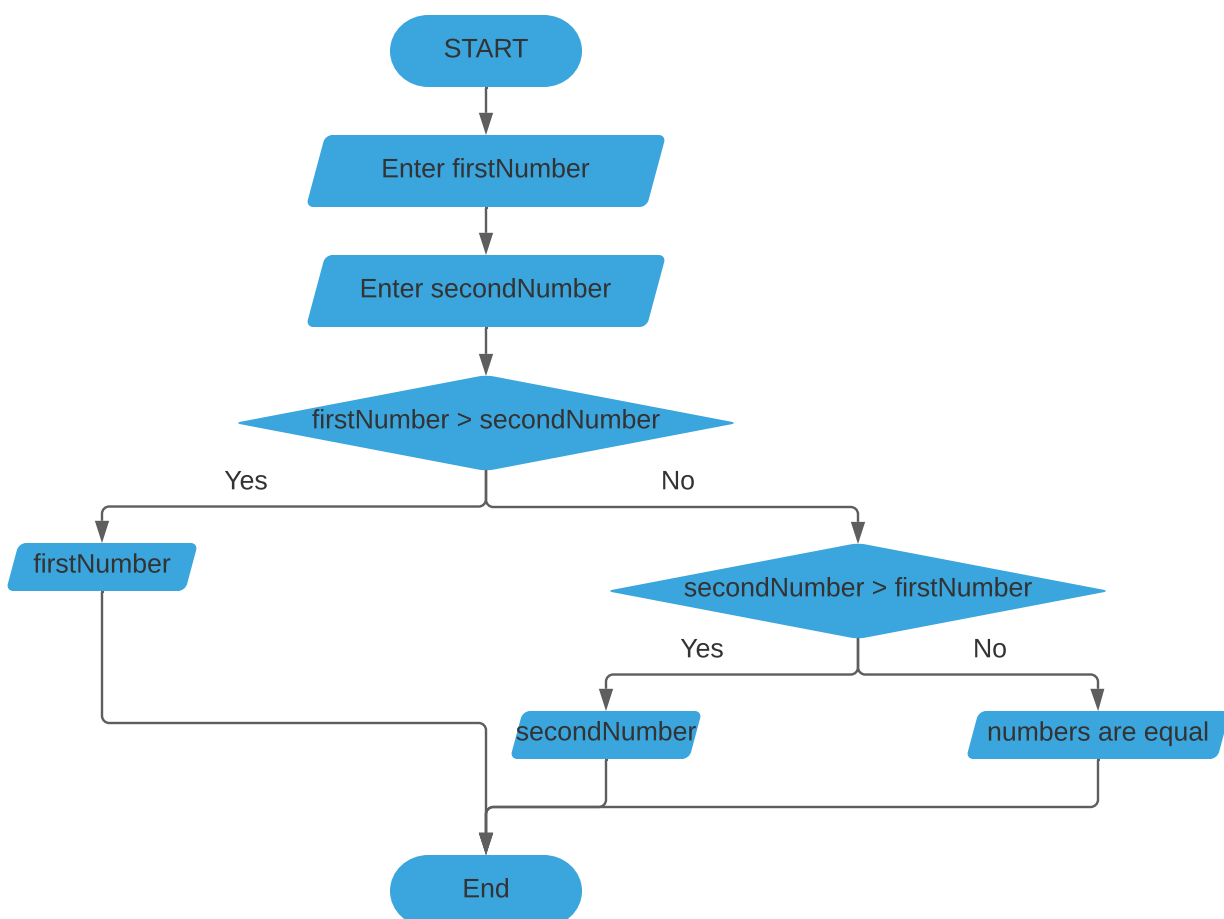 START
Enter firstNumber
Enter secondNumber
firstNumber > secondNumber
Yes
No
firstNumber
secondNumber > firstNumber
Yes
No
secondNumber
numbers are equal
End